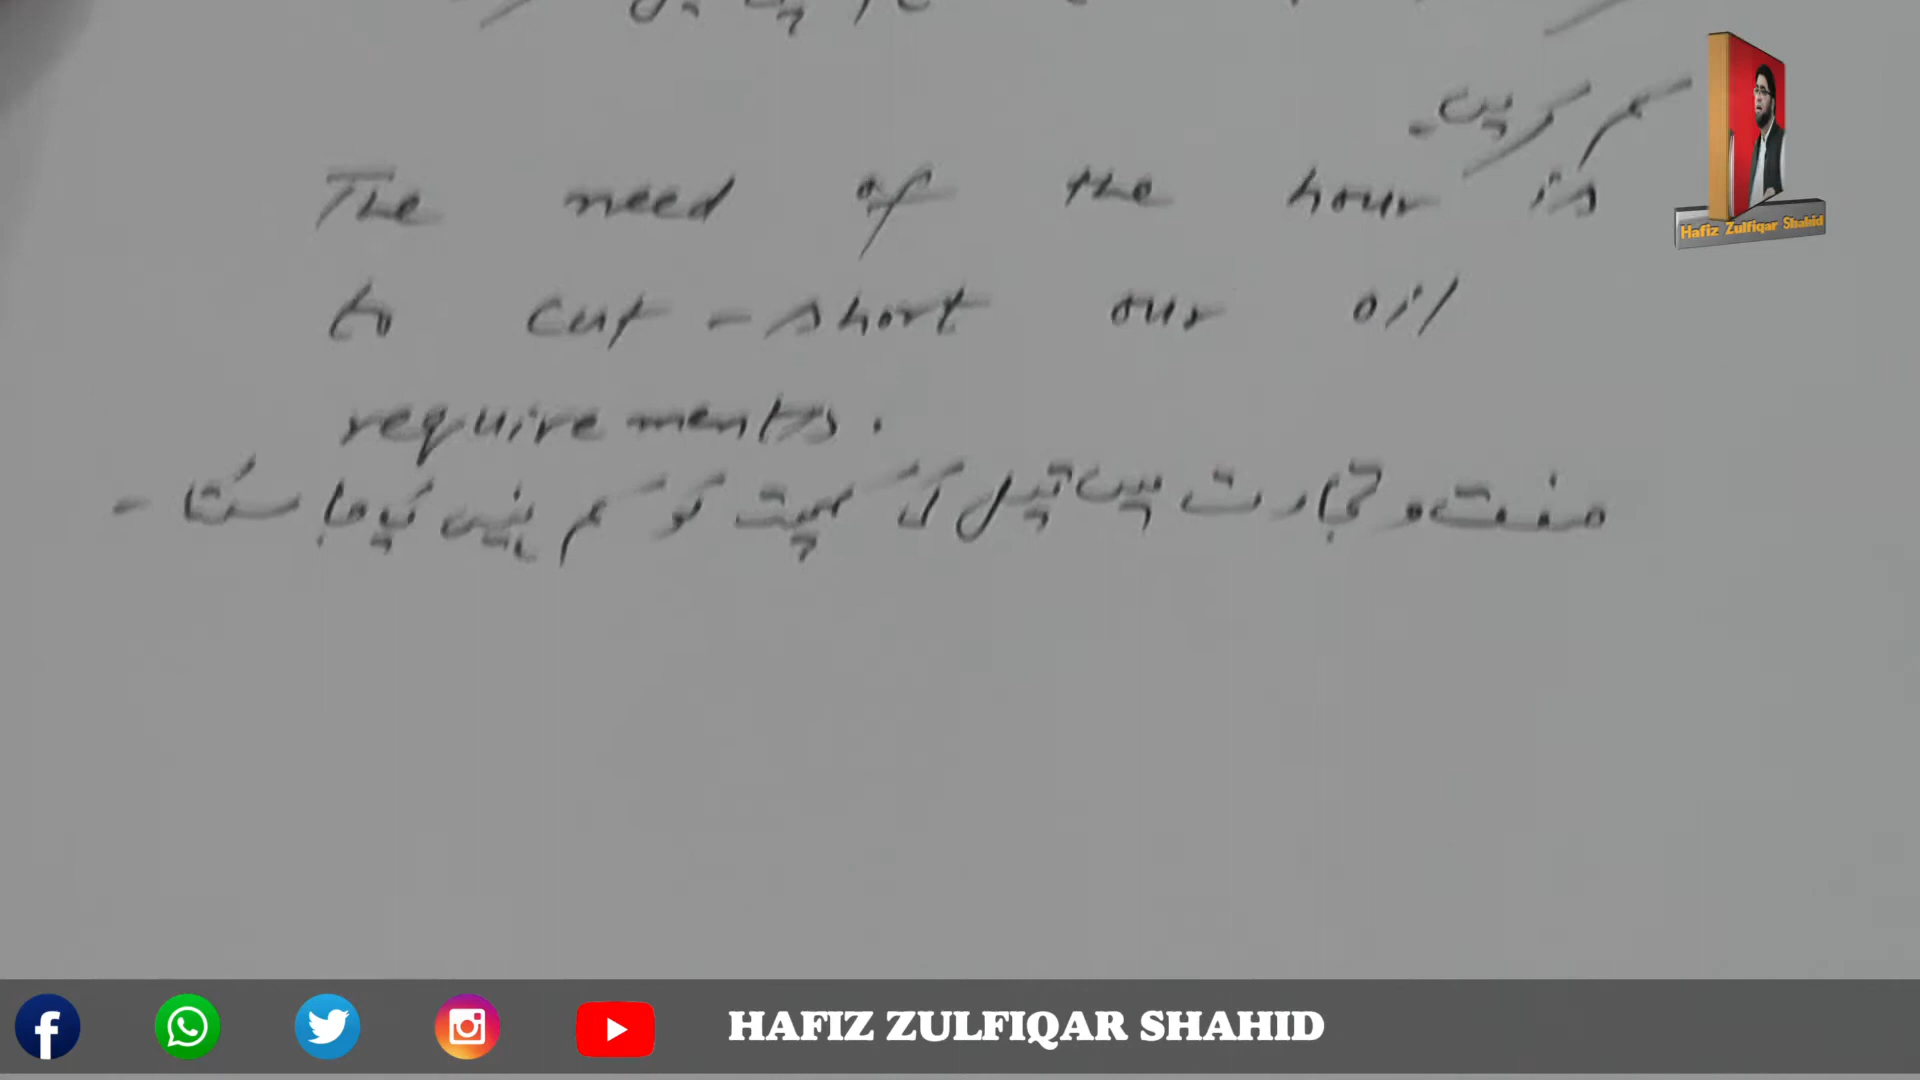 کم کریں۔
The need of the hour is
to cut-short our oil
requirements.
صنعت و تجارت میں تیل کی کھپت کو کم نہیں کیا جا سکتا۔
Hafiz Zulfiqar Shahid
HAFIZ ZULFIQAR SHAHID